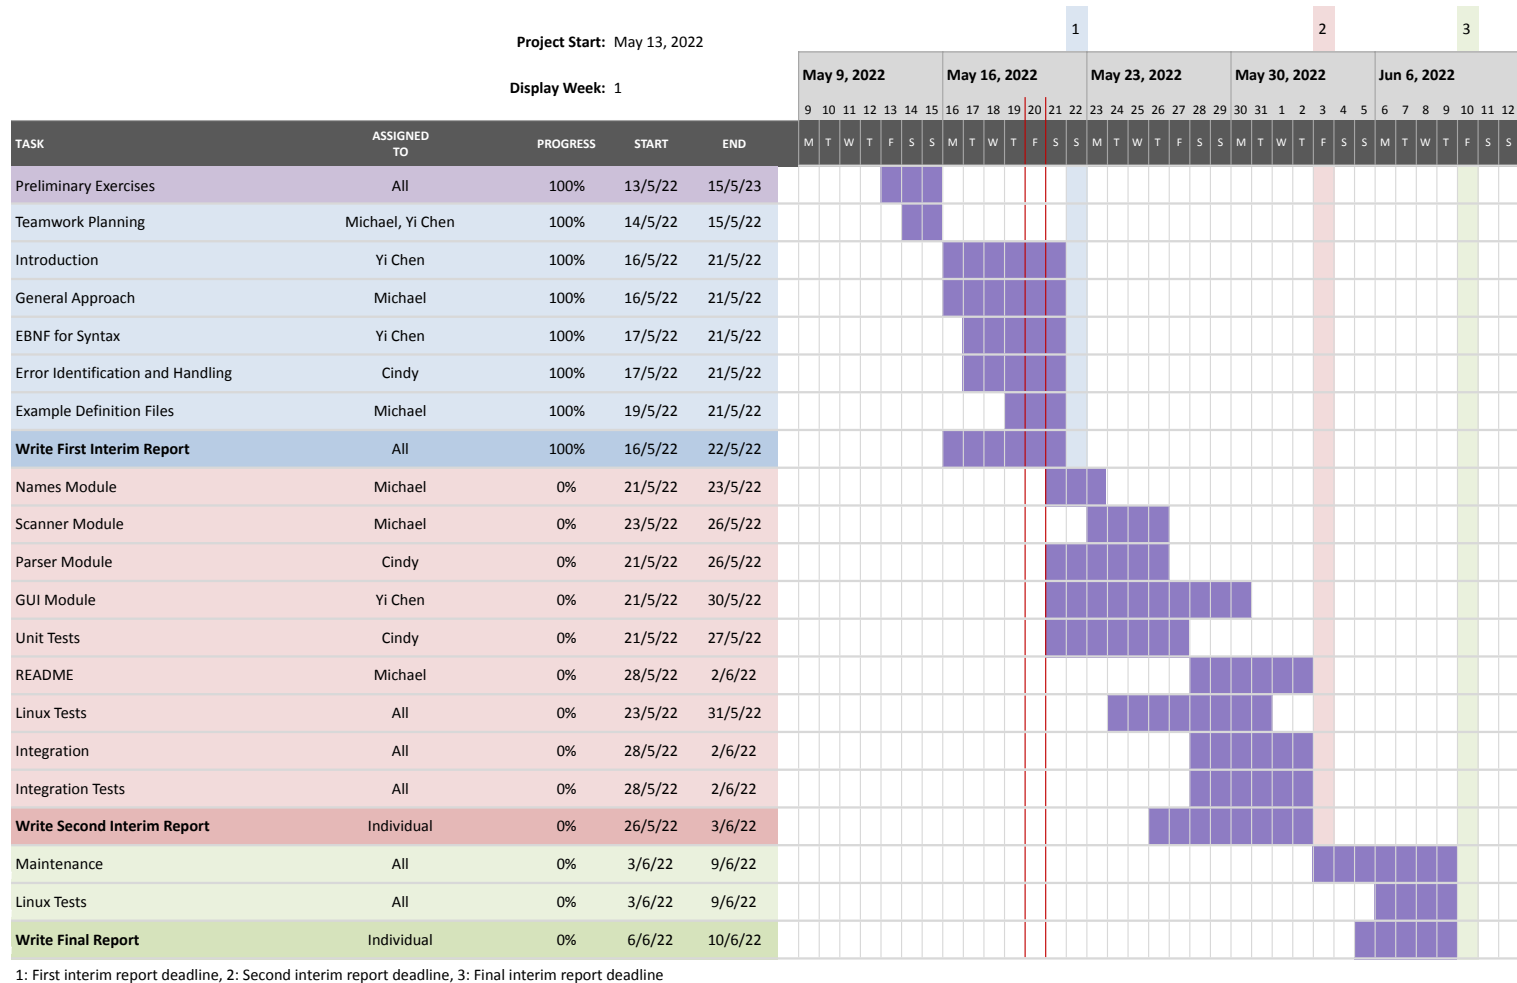 1 2 3
Project Start: May 13, 2022
May 9, 2022 May 16, 2022 May 23, 2022 May 30, 2022 Jun 6, 2022
Display Week: 1
9 10 11 12 13 14 15 16 17 18 19 20 21 22 23 24 25 26 27 28 29 30 31 1 2 3 4 5 6 7 8 9 10 11 12
TASK ASSIGNED TO PROGRESS START END M T W T F S S M T W T F S S M T W T F S S M T W T F S S M T W T F S S
Preliminary Exercises All 100% 13/5/22 15/5/23
Teamwork Planning Michael, Yi Chen 100% 14/5/22 15/5/22
Introduction Yi Chen 100% 16/5/22 21/5/22
General Approach Michael 100% 16/5/22 21/5/22
EBNF for Syntax Yi Chen 100% 17/5/22 21/5/22
Error Identification and Handling Cindy 100% 17/5/22 21/5/22
Example Definition Files Michael 100% 19/5/22 21/5/22
Write First Interim Report All 100% 16/5/22 22/5/22
Names Module Michael 0% 21/5/22 23/5/22
Scanner Module Michael 0% 23/5/22 26/5/22
Parser Module Cindy 0% 21/5/22 26/5/22
GUI Module Yi Chen 0% 21/5/22 30/5/22
Unit Tests Cindy 0% 21/5/22 27/5/22
README Michael 0% 28/5/22 2/6/22
Linux Tests All 0% 23/5/22 31/5/22
Integration All 0% 28/5/22 2/6/22
Integration Tests All 0% 28/5/22 2/6/22
Write Second Interim Report Individual 0% 26/5/22 3/6/22
Maintenance All 0% 3/6/22 9/6/22
Linux Tests All 0% 3/6/22 9/6/22
Write Final Report Individual 0% 6/6/22 10/6/22
1: First interim report deadline, 2: Second interim report deadline, 3: Final interim report deadline